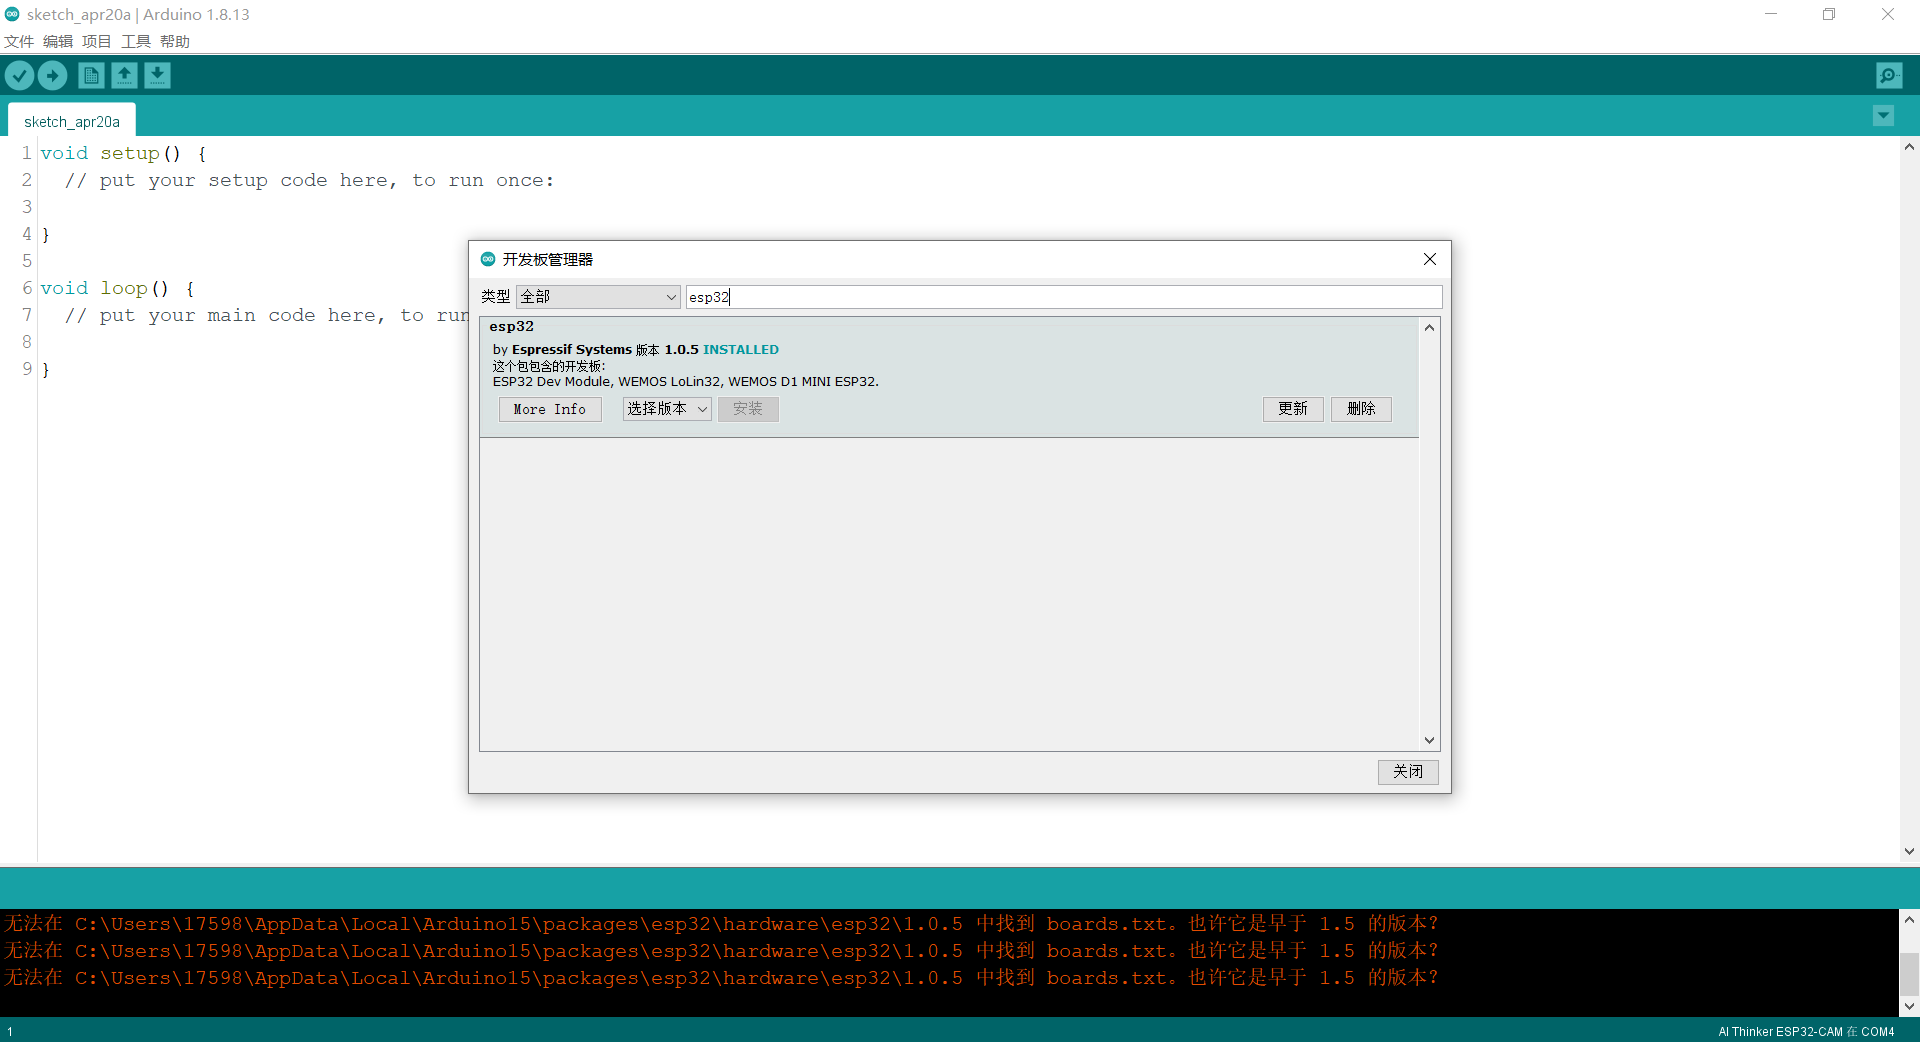 sketch_apr20a | Arduino 1.8.13
文件 编辑 项目 工具 帮助
sketch_apr20a
1 void setup() {
2   // put your setup code here, to run once:
3
4 }
5
6 void loop() {
7   // put your main code here, to run
8
9 }
开发板管理器
类型 全部 esp32
esp32
by Espressif Systems 版本 1.0.5 INSTALLED
这个包包含的开发板:
ESP32 Dev Module, WEMOS LoLin32, WEMOS D1 MINI ESP32.
More Info 选择版本 安装 更新 删除
关闭
无法在 C:\Users\17598\AppData\Local\Arduino15\packages\esp32\hardware\esp32\1.0.5 中找到 boards.txt。也许它是早于 1.5 的版本?
无法在 C:\Users\17598\AppData\Local\Arduino15\packages\esp32\hardware\esp32\1.0.5 中找到 boards.txt。也许它是早于 1.5 的版本?
无法在 C:\Users\17598\AppData\Local\Arduino15\packages\esp32\hardware\esp32\1.0.5 中找到 boards.txt。也许它是早于 1.5 的版本?
1 AI Thinker ESP32-CAM 在 COM4